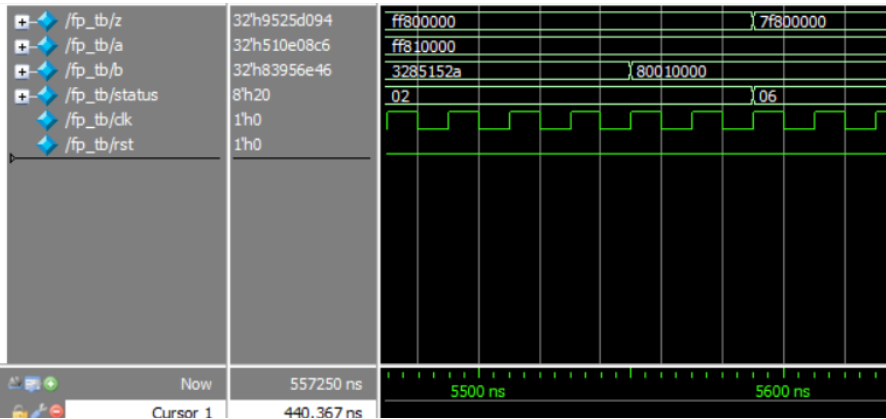 /fp_tb/z 32'h9525d094 ff800000 7f800000
/fp_tb/a 32'h510e08c6 ff810000
/fp_tb/b 32'h83956e46 3285152a 80010000
/fp_tb/status 8'h20 02 06
/fp_tb/clk 1'h0
/fp_tb/rst 1'h0
Now 557250 ns 5500 ns 5600 ns
Cursor 1 440.367 ns